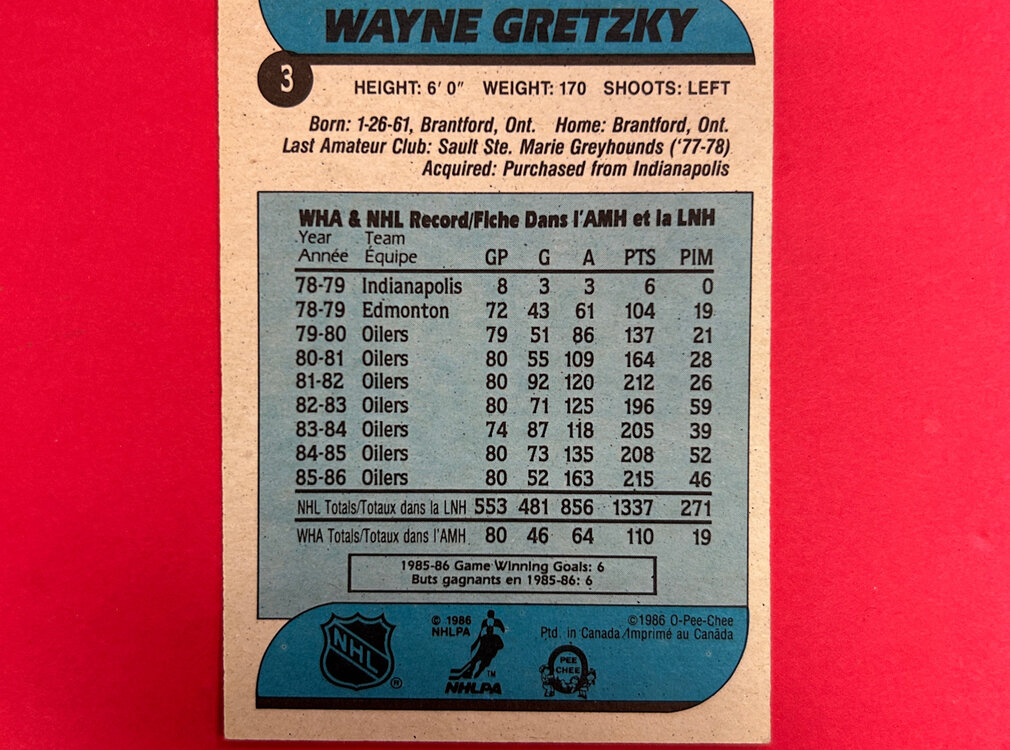 WAYNE GRETZKY
3
HEIGHT: 6' 0" WEIGHT: 170 SHOOTS: LEFT
Born: 1-26-61, Brantford, Ont. Home: Brantford, Ont.
Last Amateur Club: Sault Ste. Marie Greyhounds ('77-78)
Acquired: Purchased from Indianapolis
WHA & NHL Record/Fiche Dans l'AMH et la LNH
Year Team
Année Équipe GP G A PTS PIM
78-79 Indianapolis 8 3 3 6 0
78-79 Edmonton 72 43 61 104 19
79-80 Oilers 79 51 86 137 21
80-81 Oilers 80 55 109 164 28
81-82 Oilers 80 92 120 212 26
82-83 Oilers 80 71 125 196 59
83-84 Oilers 74 87 118 205 39
84-85 Oilers 80 73 135 208 52
85-86 Oilers 80 52 163 215 46
NHL Totals/Totaux dans la LNH 553 481 856 1337 271
WHA Totals/Totaux dans l'AMH 80 46 64 110 19
1985-86 Game Winning Goals: 6
Buts gagnants en 1985-86: 6
NHL ®
© 1986
NHLPA
TM
NHLPA
©1986 O-Pee-Chee
Ptd. in Canada/Imprimé au Canada
O
PEE
CHEE